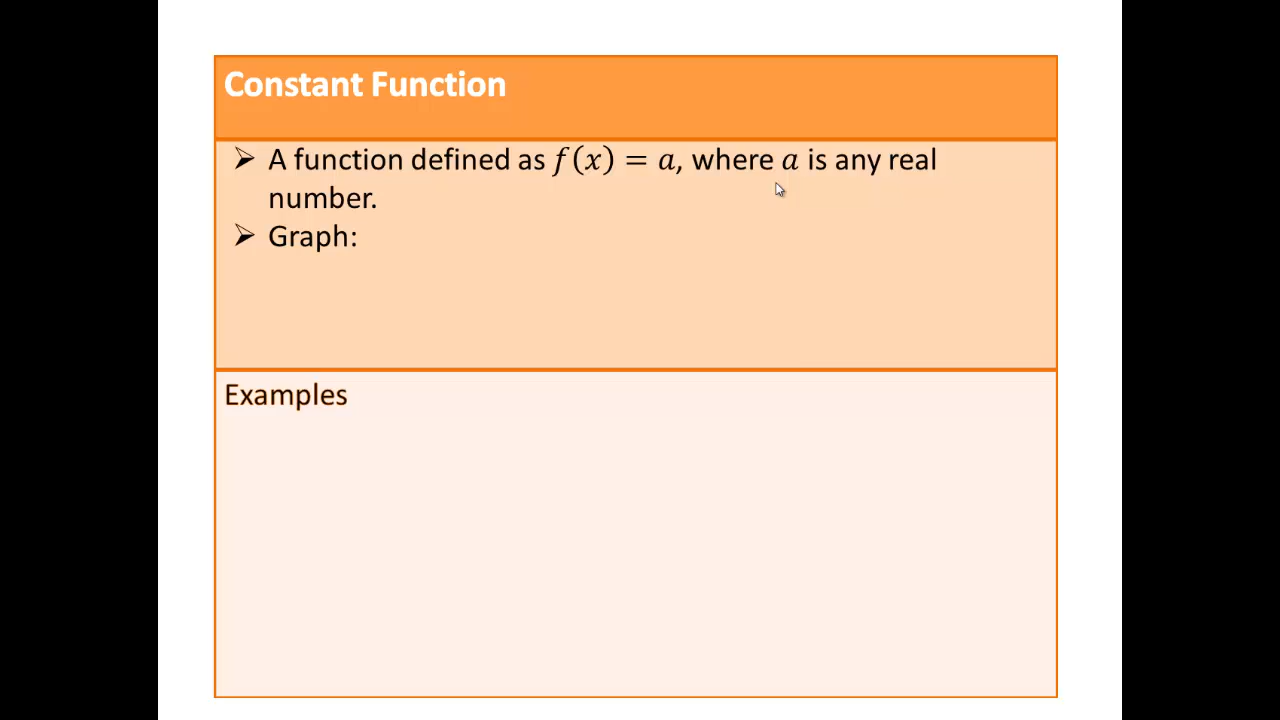 Constant Function
➢ A function defined as 𝑓(𝑥) = 𝑎, where 𝑎 is any real
number.
➢ Graph:
Examples